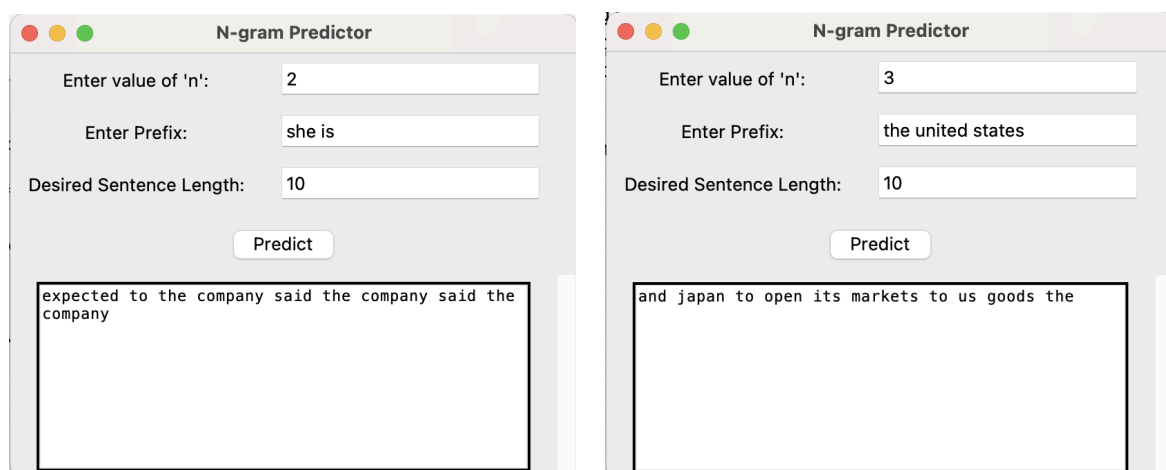 N-gram Predictor
Enter value of 'n': 2
Enter Prefix: she is
Desired Sentence Length: 10
Predict
expected to the company said the company said the
company
N-gram Predictor
Enter value of 'n': 3
Enter Prefix: the united states
Desired Sentence Length: 10
Predict
and japan to open its markets to us goods the